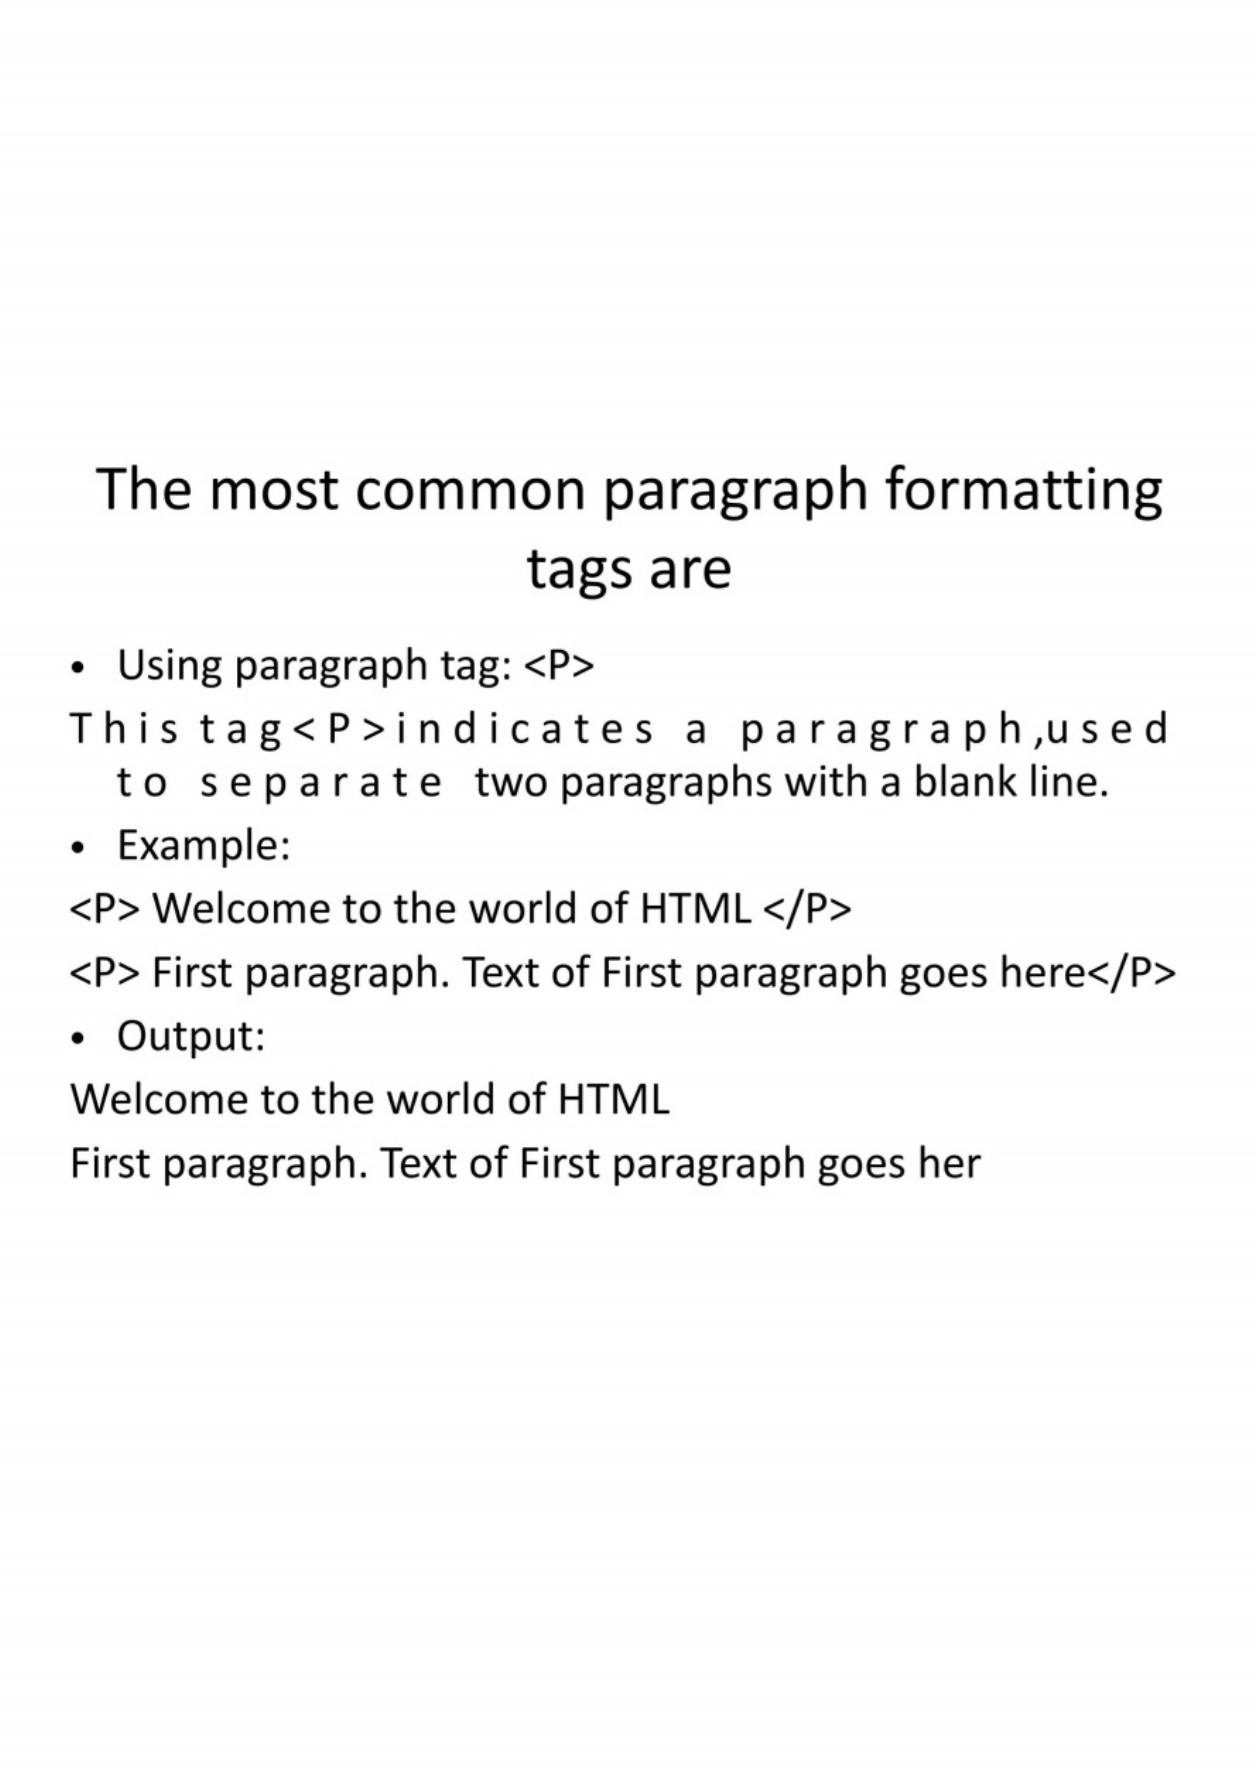 The most common paragraph formatting
tags are
• Using paragraph tag: <P>
This tag<P>indicates a paragraph,used
to separate two paragraphs with a blank line.
• Example:
<P> Welcome to the world of HTML </P>
<P> First paragraph. Text of First paragraph goes here</P>
• Output:
Welcome to the world of HTML
First paragraph. Text of First paragraph goes her